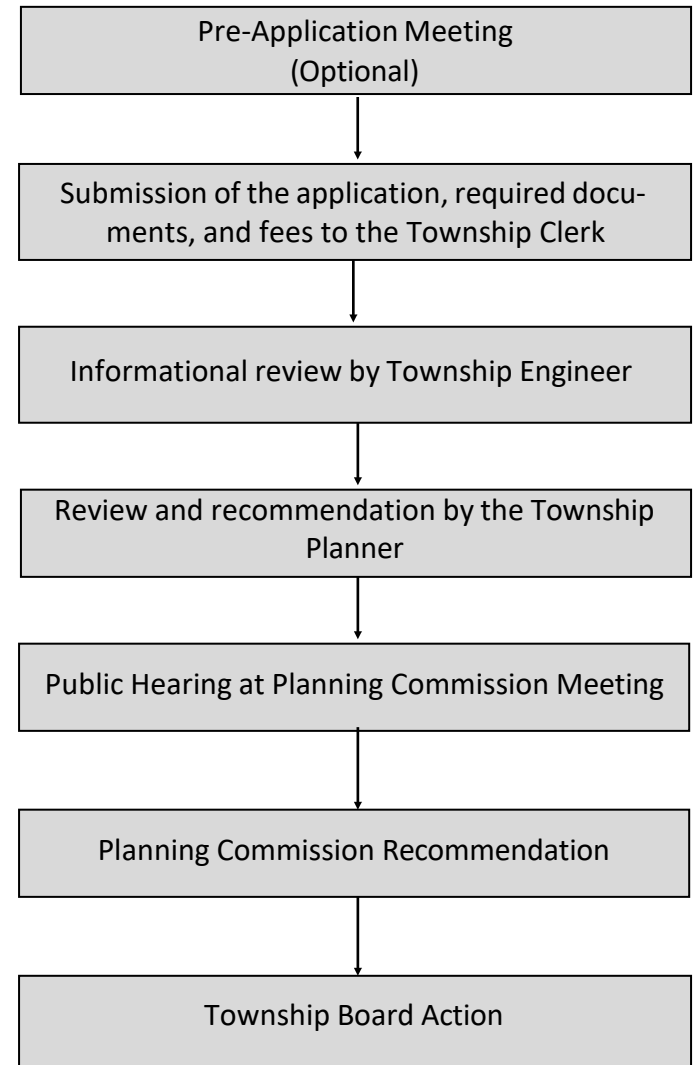 Pre-Application Meeting
(Optional)
Submission of the application, required docu-
ments, and fees to the Township Clerk
Informational review by Township Engineer
Review and recommendation by the Township
Planner
Public Hearing at Planning Commission Meeting
Planning Commission Recommendation
Township Board Action